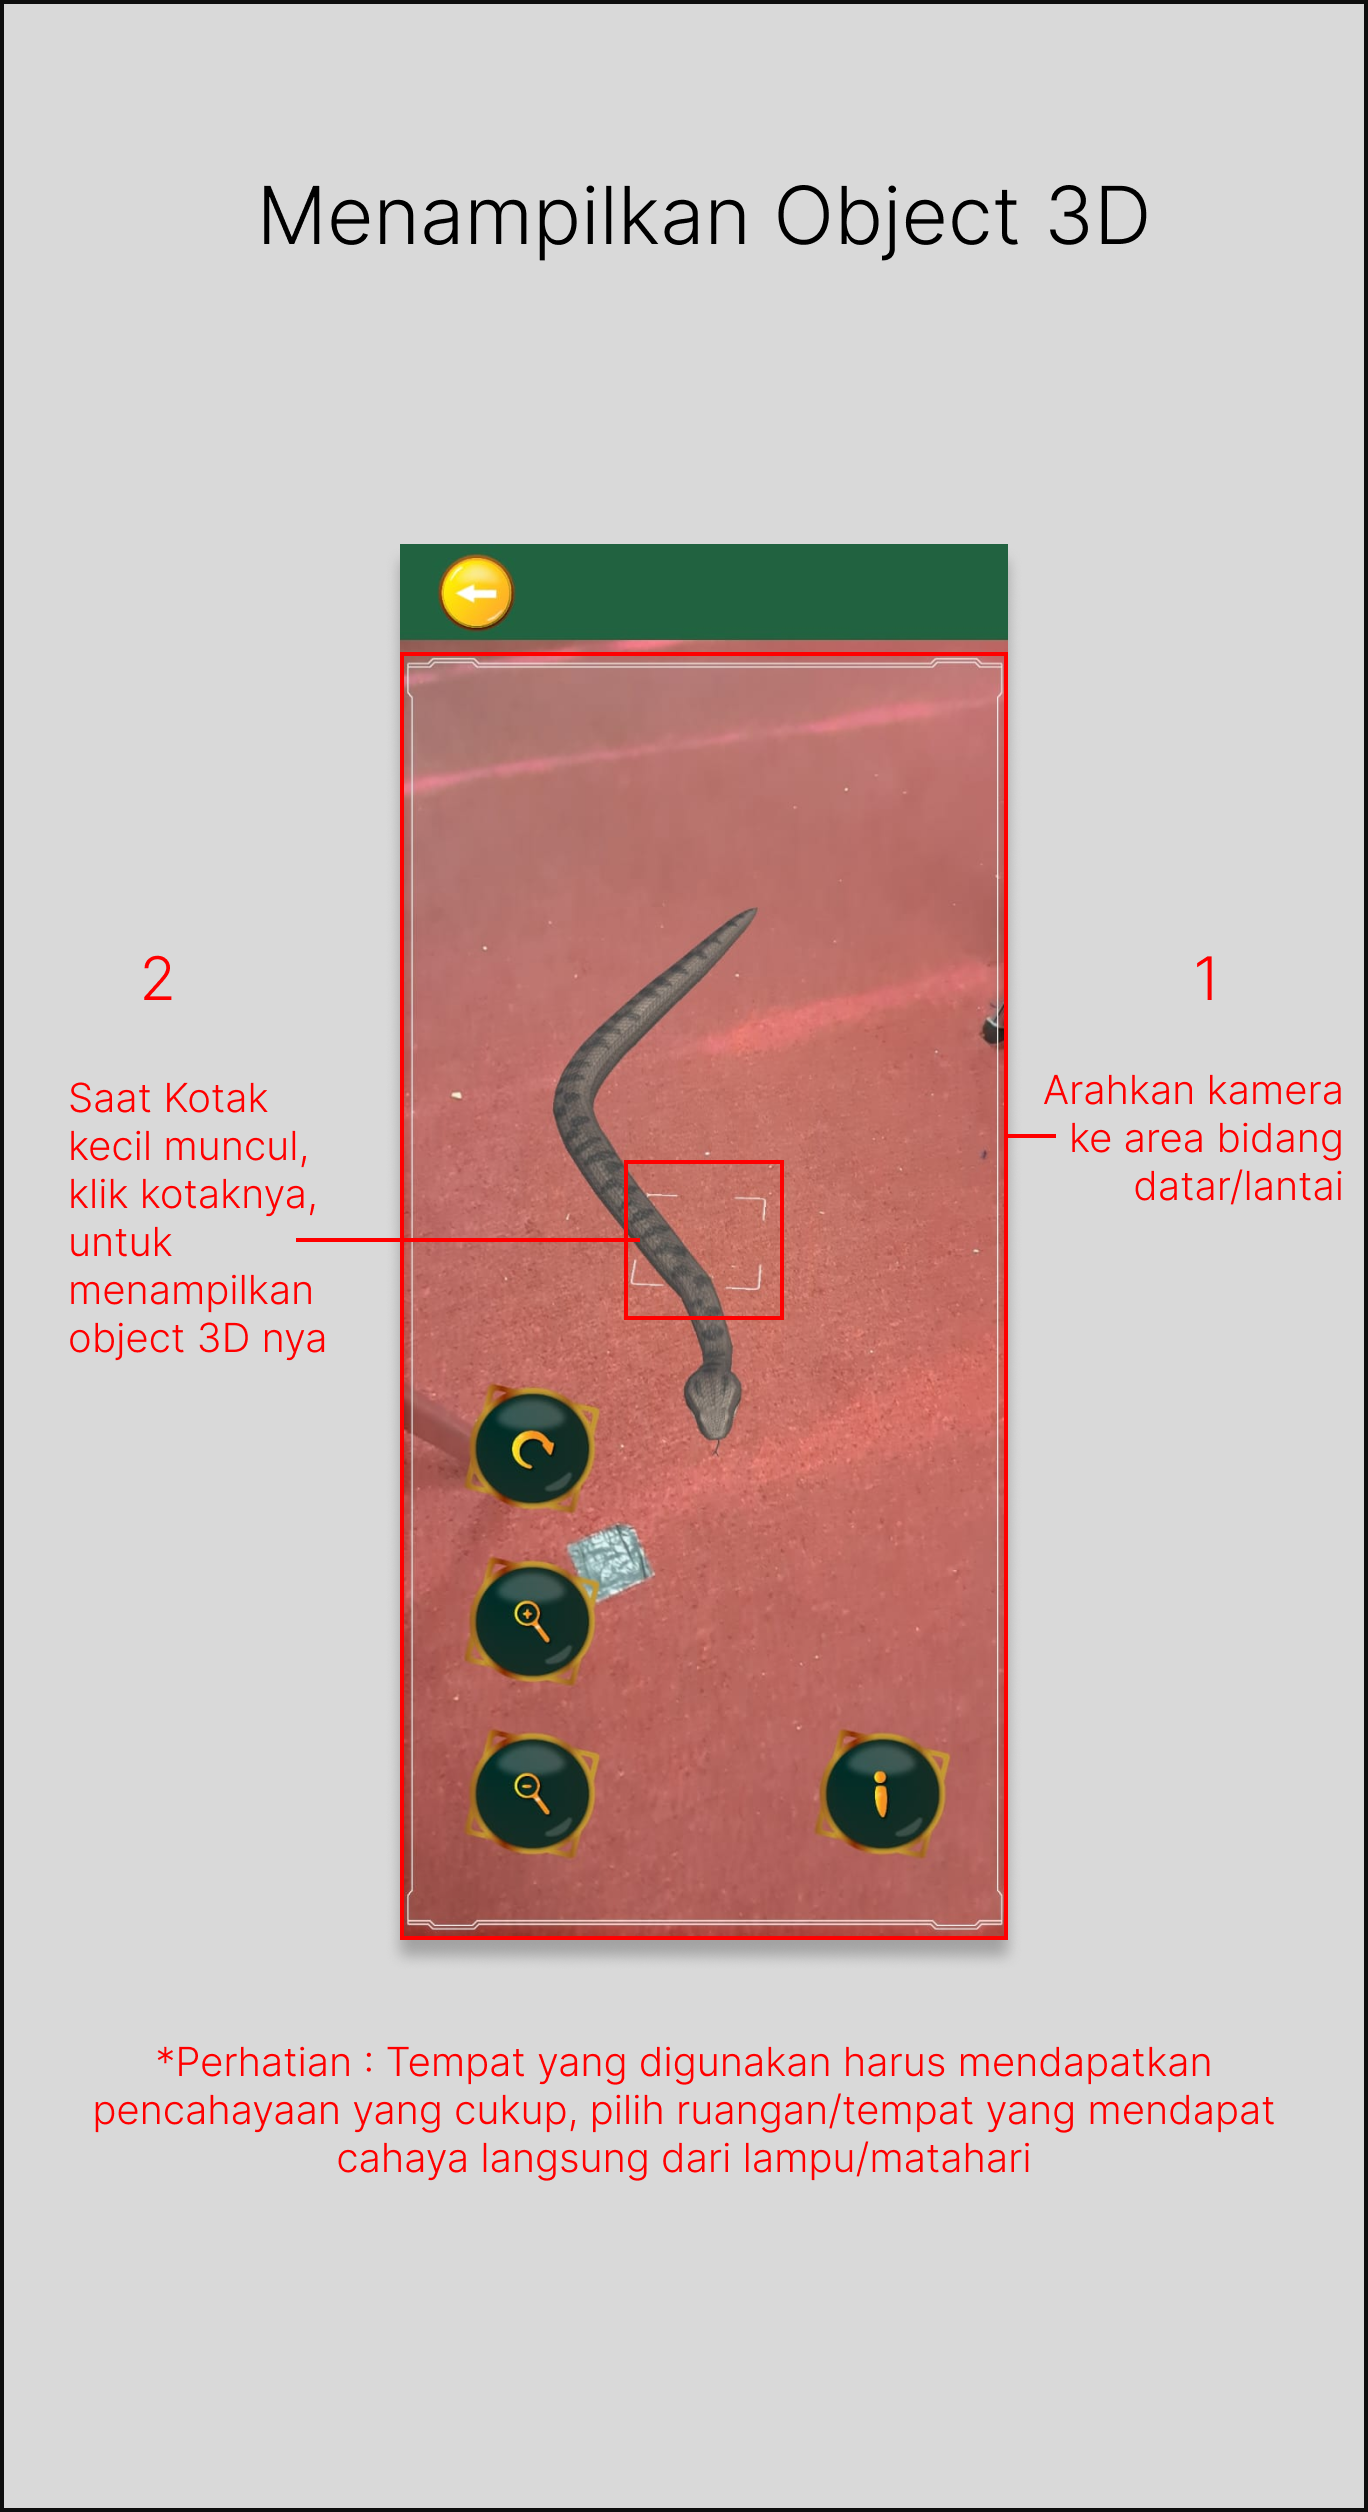 Menampilkan Object 3D
2
Saat Kotak
kecil muncul,
klik kotaknya,
untuk
menampilkan
object 3D nya
1
Arahkan kamera
ke area bidang
datar/lantai
*Perhatian : Tempat yang digunakan harus mendapatkan
pencahayaan yang cukup, pilih ruangan/tempat yang mendapat
cahaya langsung dari lampu/matahari